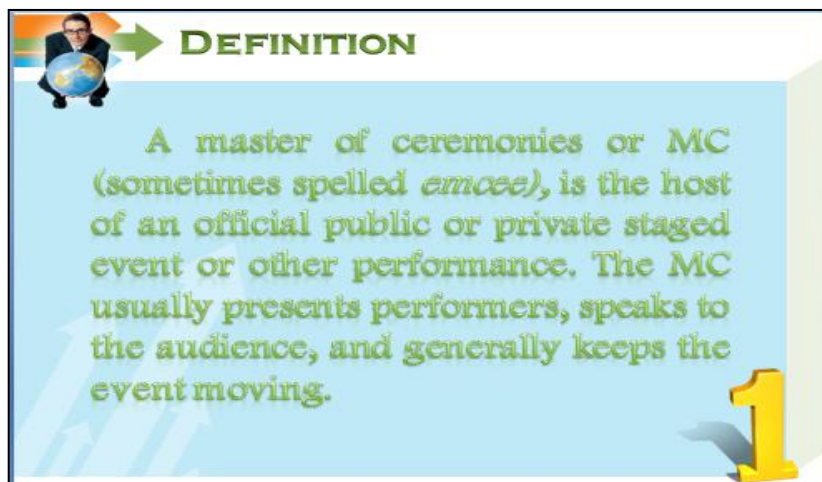 DEFINITION
A master of ceremonies or MC
(sometimes spelled emcee), is the host
of an official public or private staged
event or other performance. The MC
usually presents performers, speaks to
the audience, and generally keeps the
event moving.
1